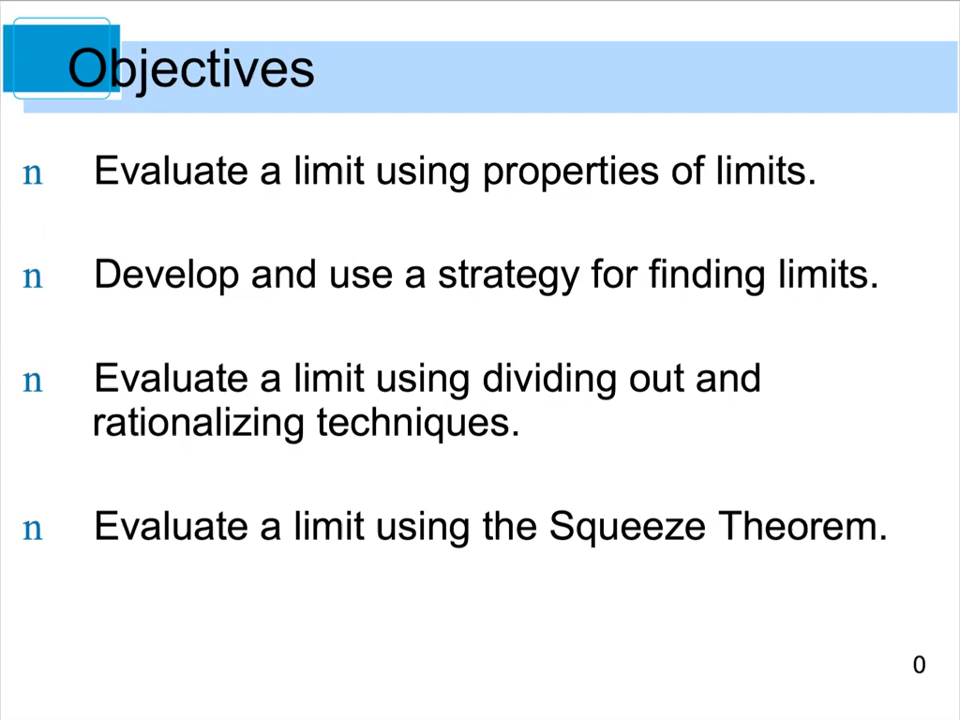 Objectives
n Evaluate a limit using properties of limits.
n Develop and use a strategy for finding limits.
n Evaluate a limit using dividing out and
rationalizing techniques.
n Evaluate a limit using the Squeeze Theorem.
0